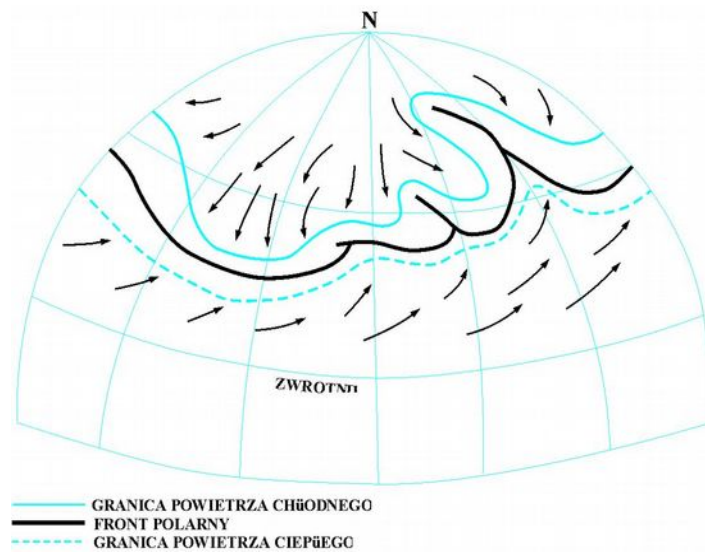 N
ZWROTNI
GRANICA POWIETRZA CHüODNEGO
FRONT POLARNY
GRANICA POWIETRZA CIEPüEGO